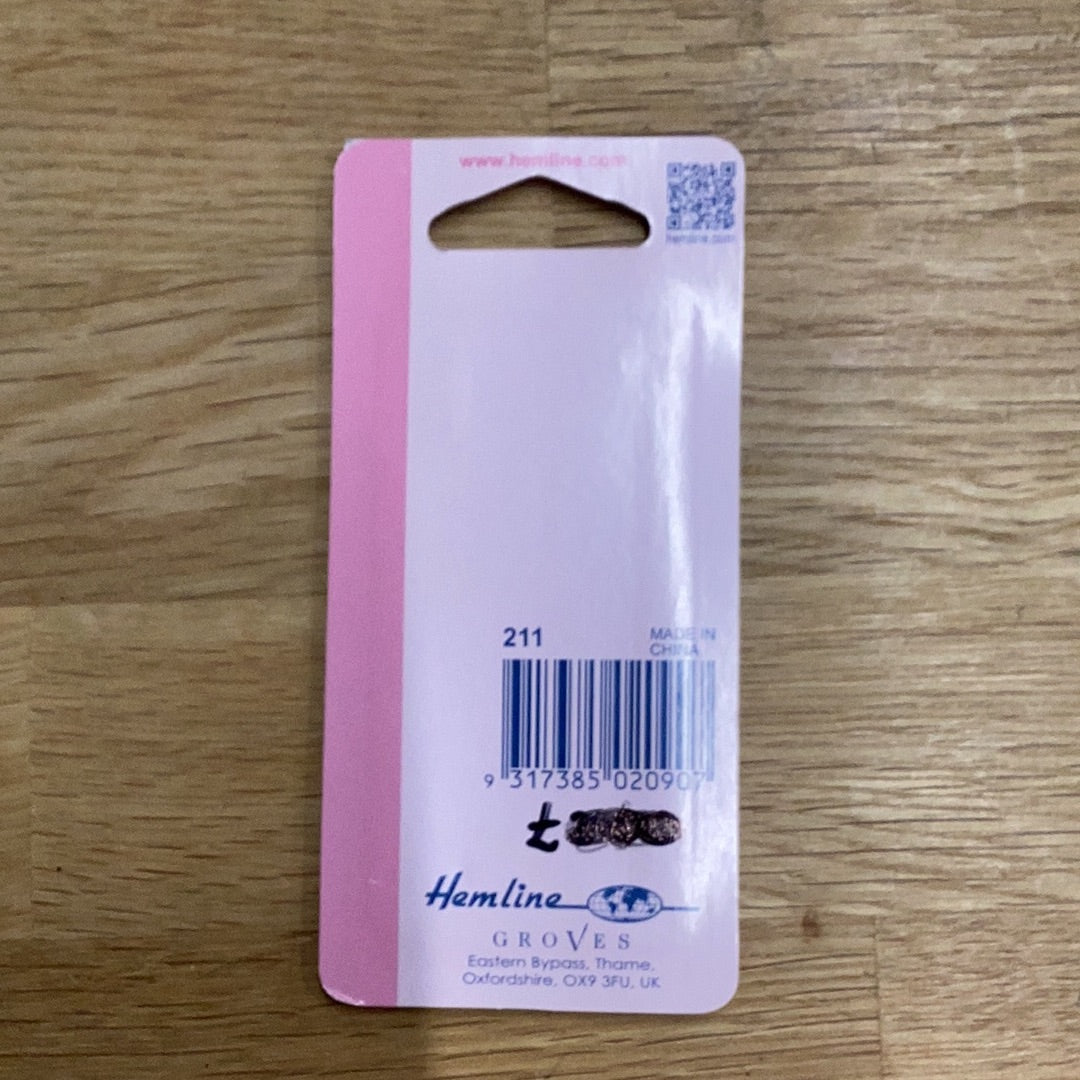 www.hemline.com
hemline.com
211
MADE IN
CHINA
9 317385 020907
£
Hemline
GROVES
Eastern Bypass, Thame,
Oxfordshire, OX9 3FU, UK